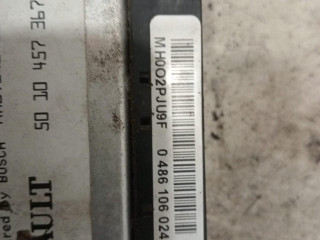 MH0O2PJU9F 0 486 106 024
50 10 457 367
ULT
red by BOSCH